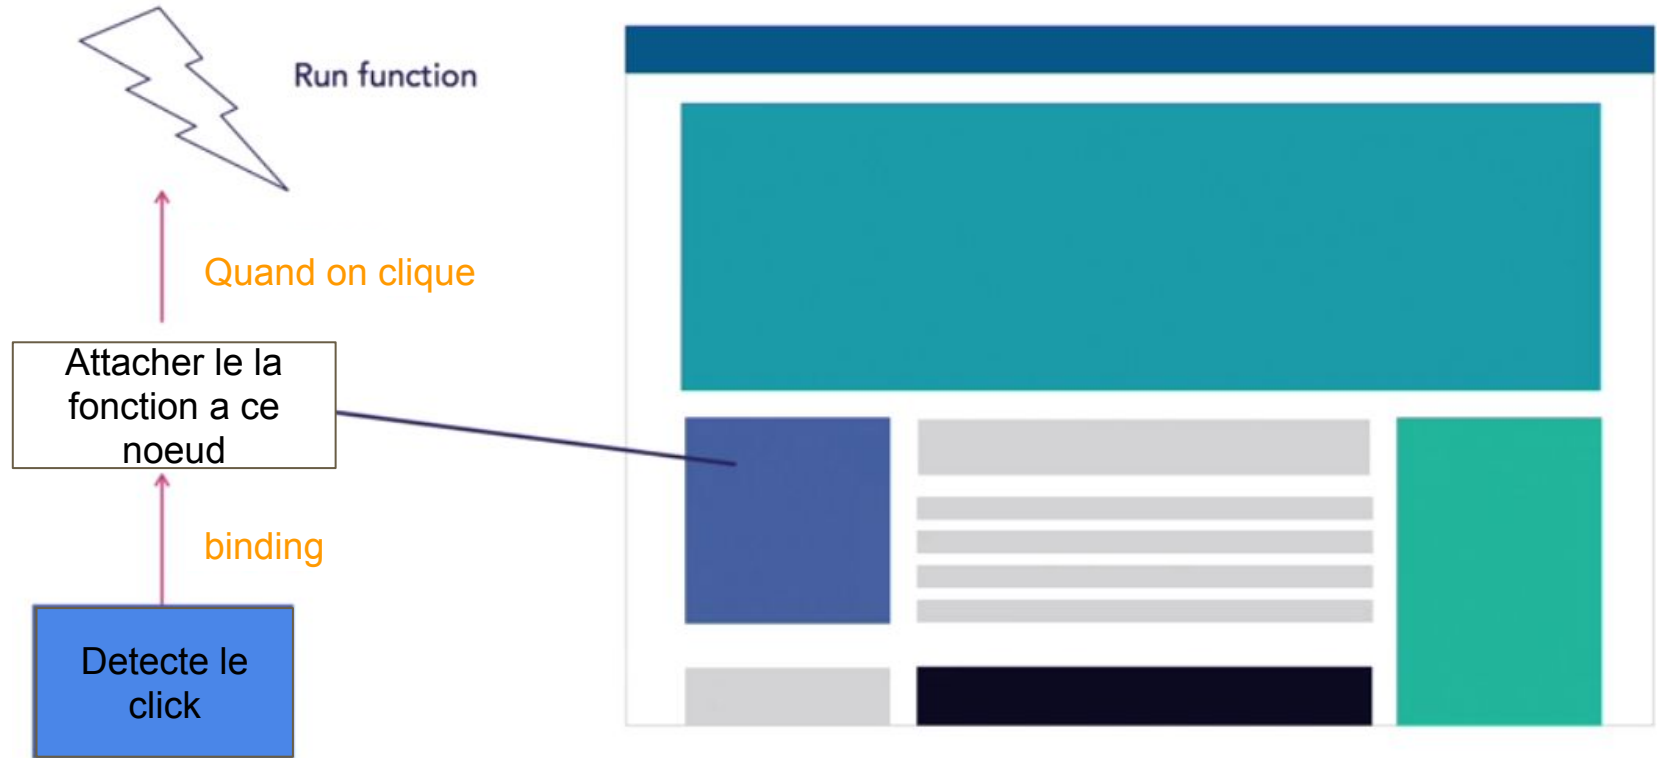 Run function
Quand on clique
Attacher le la
fonction a ce
noeud
binding
Detecte le
click